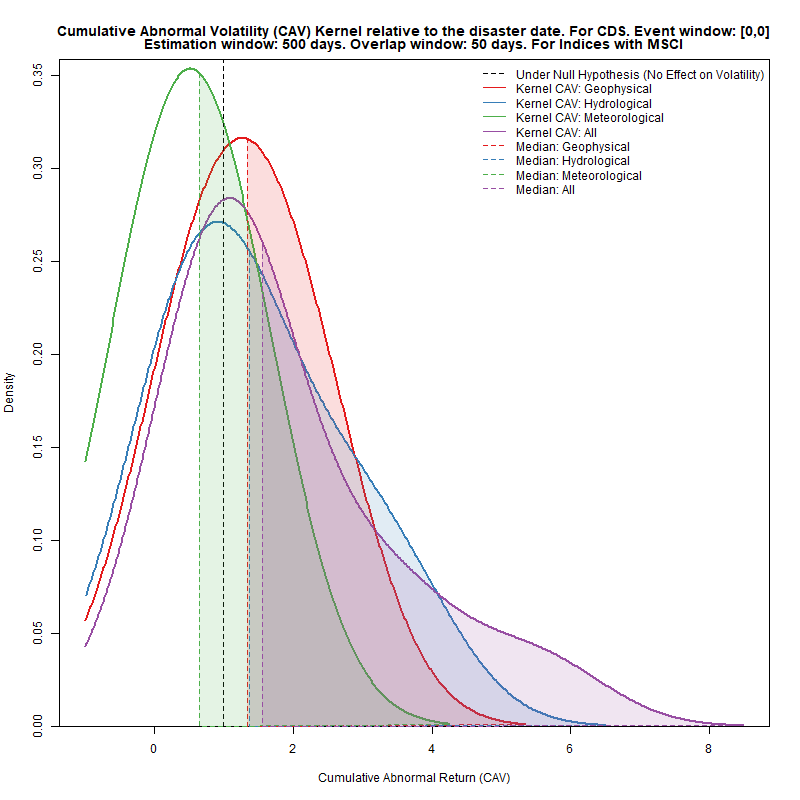 Cumulative Abnormal Volatility (CAV) Kernel relative to the disaster date. For CDS. Event window: [0,0]
Estimation window: 500 days. Overlap window: 50 days. For Indices with MSCI
Under Null Hypothesis (No Effect on Volatility)
Kernel CAV: Geophysical
Kernel CAV: Hydrological
Kernel CAV: Meteorological
Kernel CAV: All
Median: Geophysical
Median: Hydrological
Median: Meteorological
Median: All
Density
0.35
0.30
0.25
0.20
0.15
0.10
0.05
0.00
0 2 4 6 8
Cumulative Abnormal Return (CAV)